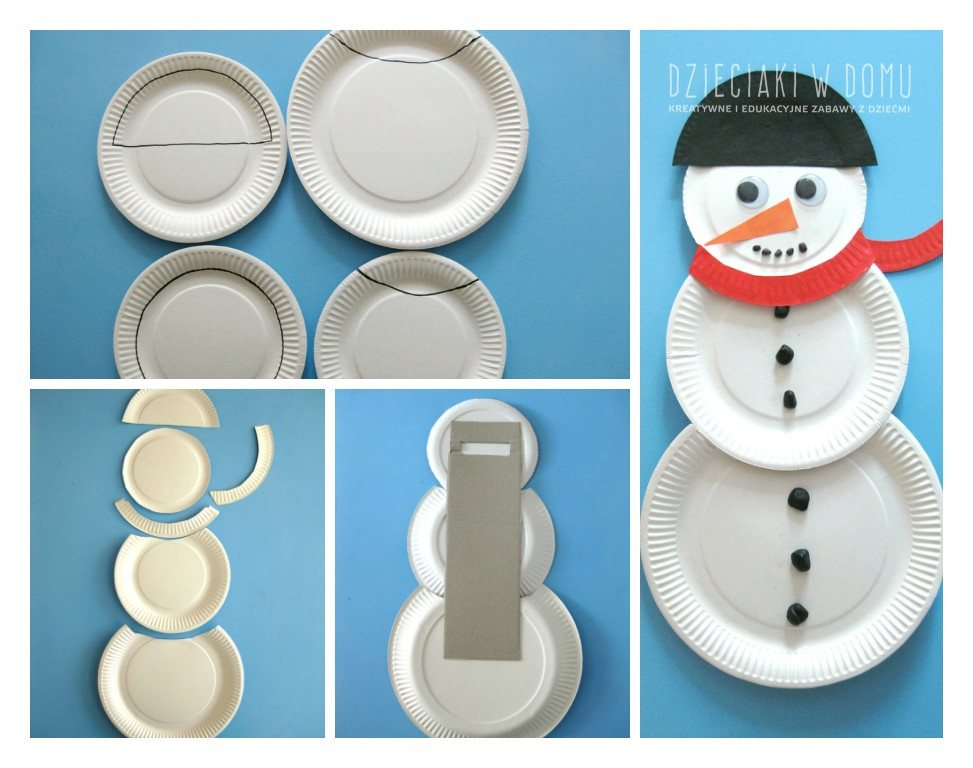 DZIECIAKI W DOMU
KREATYWNE I EDUKACYJNE ZABAWY Z DZIEĆMI